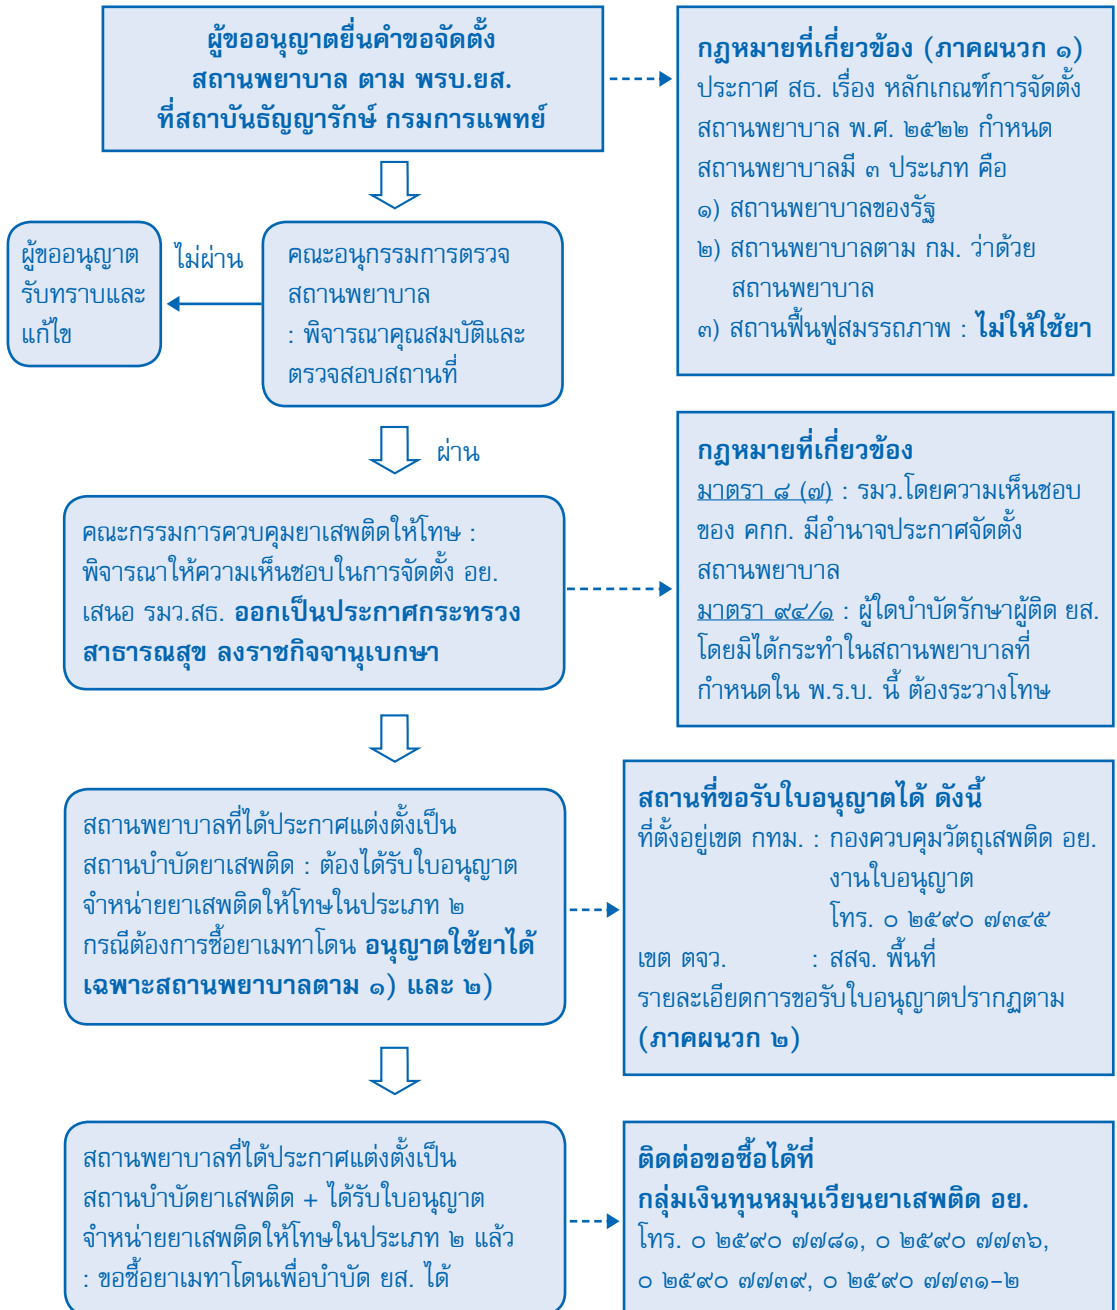 ผู้ขออนุญาตยื่นคำขอจัดตั้ง
สถานพยาบาล ตาม พรบ.ยส.
ที่สถาบันธัญญารักษ์ กรมการแพทย์
กฎหมายที่เกี่ยวข้อง (ภาคผนวก ๑)
ประกาศ สธ. เรื่อง หลักเกณฑ์การจัดตั้ง
สถานพยาบาล พ.ศ. ๒๕๒๒ กำหนด
สถานพยาบาลมี ๓ ประเภท คือ
๑) สถานพยาบาลของรัฐ
๒) สถานพยาบาลตาม กม. ว่าด้วย
สถานพยาบาล
๓) สถานฟื้นฟูสมรรถภาพ : ไม่ให้ใช้ยา
คณะอนุกรรมการตรวจ
สถานพยาบาล
: พิจารณาคุณสมบัติและ
ตรวจสอบสถานที่
ไม่ผ่าน
ผู้ขออนุญาต
รับทราบและ
แก้ไข
ผ่าน
คณะกรรมการควบคุมยาเสพติดให้โทษ :
พิจารณาให้ความเห็นชอบในการจัดตั้ง อย.
เสนอ รมว.สธ. ออกเป็นประกาศกระทรวง
สาธารณสุข ลงราชกิจจานุเบกษา
กฎหมายที่เกี่ยวข้อง
มาตรา ๘ (๗) : รมว.โดยความเห็นชอบ
ของ คกก. มีอำนาจประกาศจัดตั้ง
สถานพยาบาล
มาตรา ๙๔/๑ : ผู้ใดบำบัดรักษาผู้ติด ยส.
โดยมิได้กระทำในสถานพยาบาลที่
กำหนดใน พ.ร.บ. นี้ ต้องระวางโทษ
สถานพยาบาลที่ได้ประกาศแต่งตั้งเป็น
สถานบำบัดยาเสพติด : ต้องได้รับใบอนุญาต
จำหน่ายยาเสพติดให้โทษในประเภท ๒
กรณีต้องการซื้อยาเมทาโดน อนุญาตใช้ยาได้
เฉพาะสถานพยาบาลตาม ๑) และ ๒)
สถานที่ขอรับใบอนุญาตได้ ดังนี้
ที่ตั้งอยู่เขต กทม. : กองควบคุมวัตถุเสพติด อย.
งานใบอนุญาต
โทร. ๐ ๒๕๙๐ ๗๓๔๕
เขต ตจว. : สสจ. พื้นที่
รายละเอียดการขอรับใบอนุญาตปรากฏตาม
(ภาคผนวก ๒)
สถานพยาบาลที่ได้ประกาศแต่งตั้งเป็น
สถานบำบัดยาเสพติด + ได้รับใบอนุญาต
จำหน่ายยาเสพติดให้โทษในประเภท ๒ แล้ว
: ขอซื้อยาเมทาโดนเพื่อบำบัด ยส. ได้
ติดต่อขอซื้อได้ที่
กลุ่มเงินทุนหมุนเวียนยาเสพติด อย.
โทร. ๐ ๒๕๙๐ ๗๗๘๑, ๐ ๒๕๙๐ ๗๗๓๖,
๐ ๒๕๙๐ ๗๗๓๙, ๐ ๒๕๙๐ ๗๗๓๑-๒